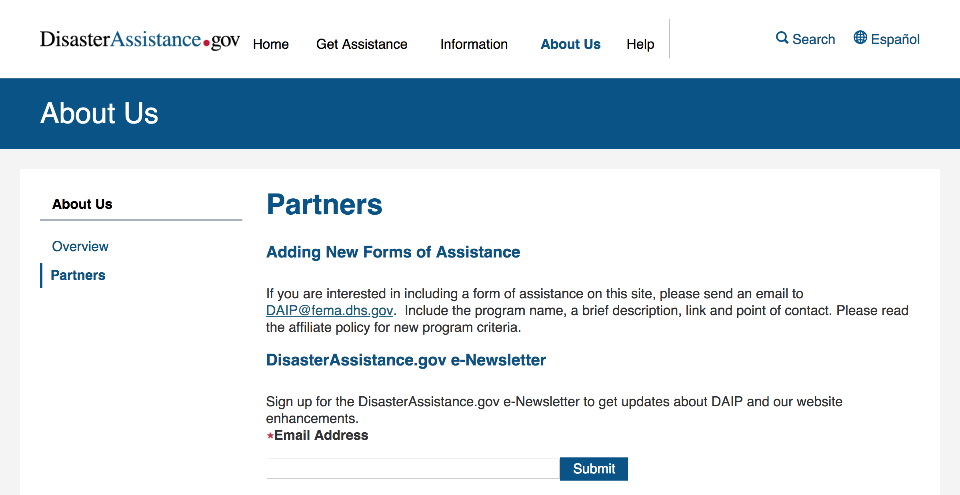 DisasterAssistance.gov Home Get Assistance Information About Us Help Search Español
About Us
About Us
Overview
Partners
Partners
Adding New Forms of Assistance
If you are interested in including a form of assistance on this site, please send an email to
DAIP@fema.dhs.gov.  Include the program name, a brief description, link and point of contact. Please read
the affiliate policy for new program criteria.
DisasterAssistance.gov e-Newsletter
Sign up for the DisasterAssistance.gov e-Newsletter to get updates about DAIP and our website
enhancements.
*Email Address
Submit